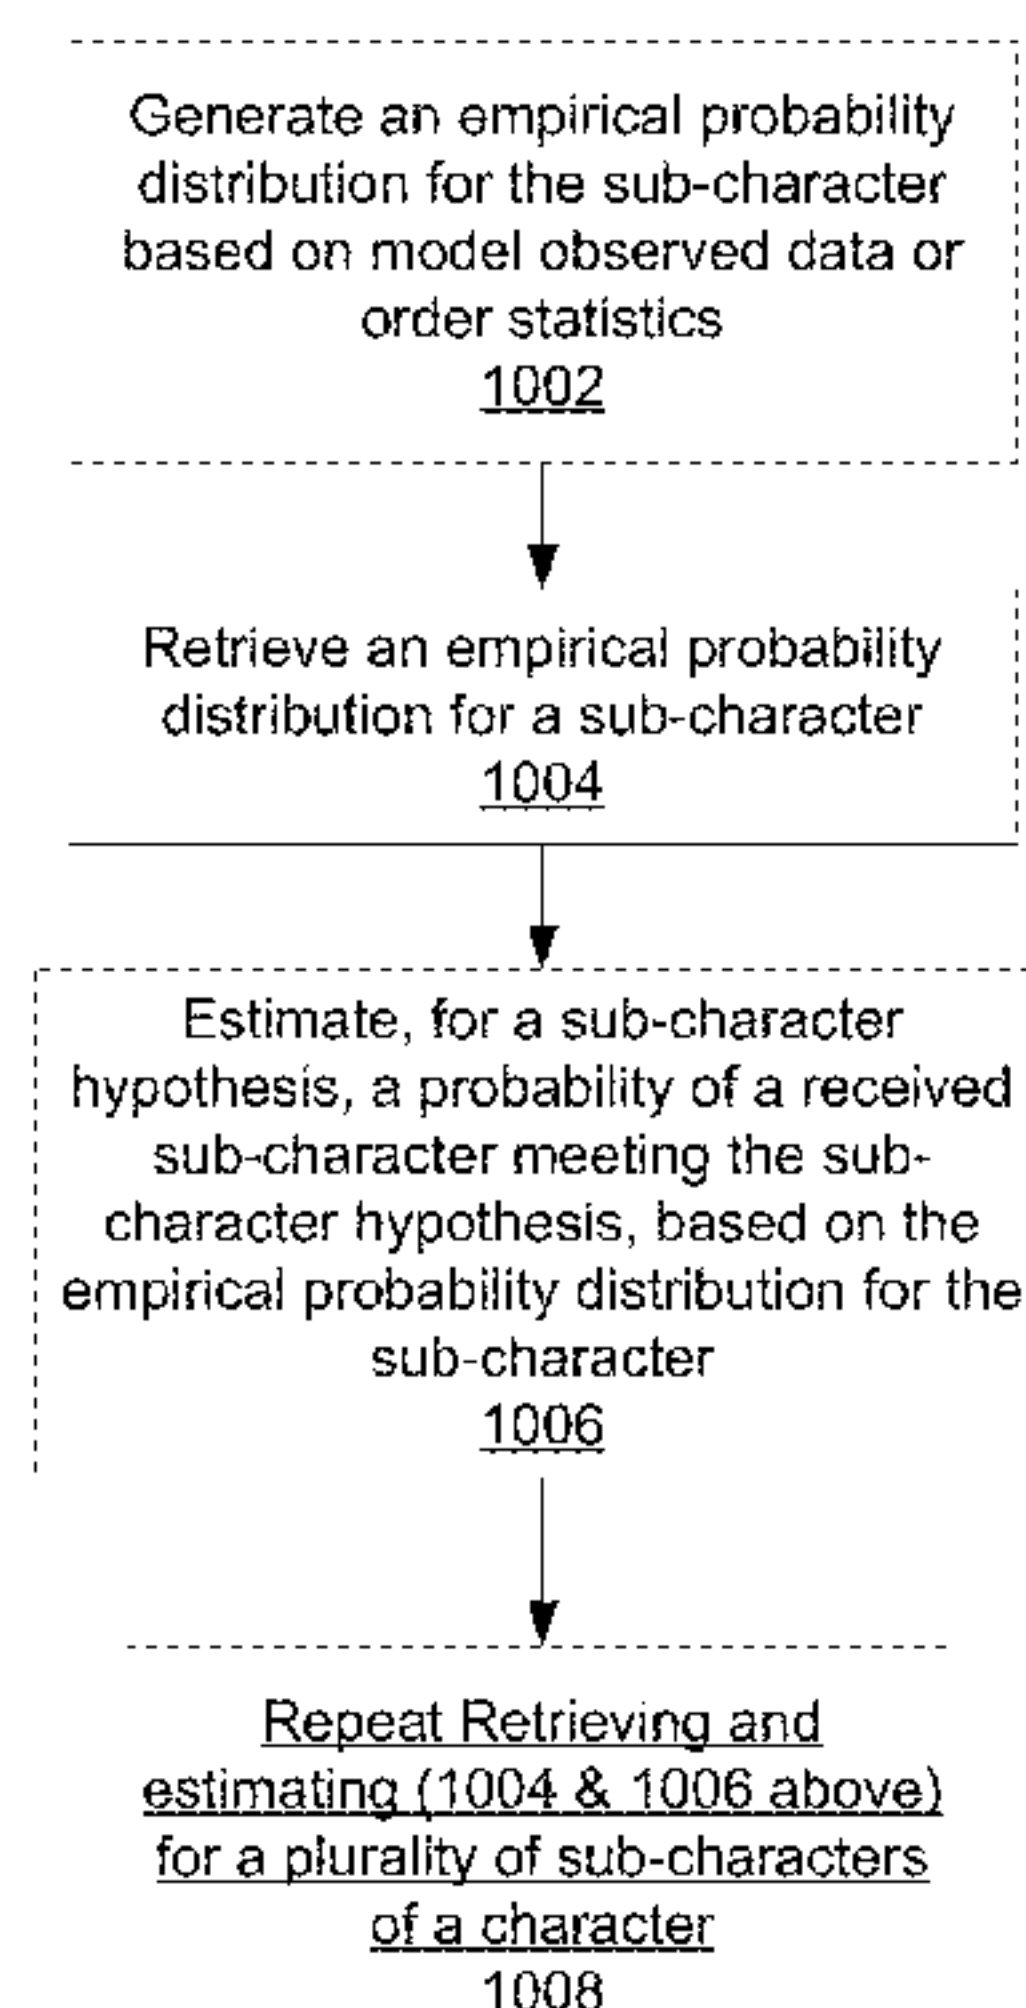 Generate an empirical probability
distribution for the sub-character
based on model observed data or
order statistics
1002
Retrieve an empirical probability
distribution for a sub-character
1004
Estimate, for a sub-character
hypothesis, a probability of a received
sub-character meeting the sub-
character hypothesis, based on the
empirical probability distribution for the
sub-character
1006
Repeat Retrieving and
estimating (1004 & 1006 above)
for a plurality of sub-characters
of a character
1008